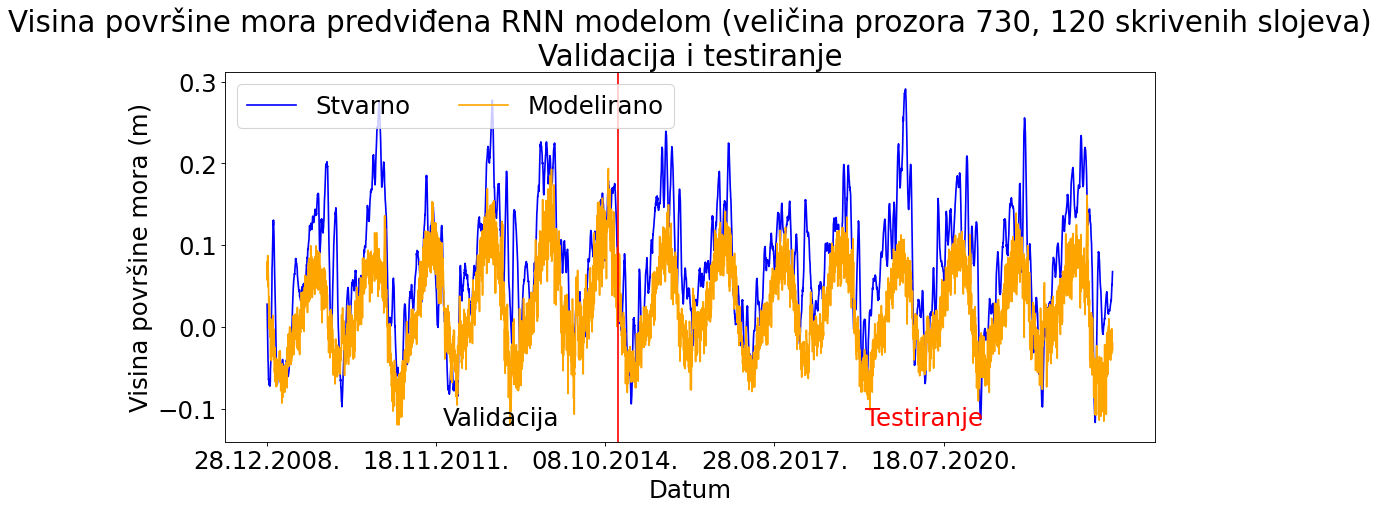 Visina površine mora predviđena RNN modelom (veličina prozora 730, 120 skrivenih slojeva)
Validacija i testiranje
Stvarno Modelirano
Visina površine mora (m)
0.3
0.2
0.1
0.0
−0.1
Validacija Testiranje
28.12.2008. 18.11.2011. 08.10.2014. 28.08.2017. 18.07.2020.
Datum